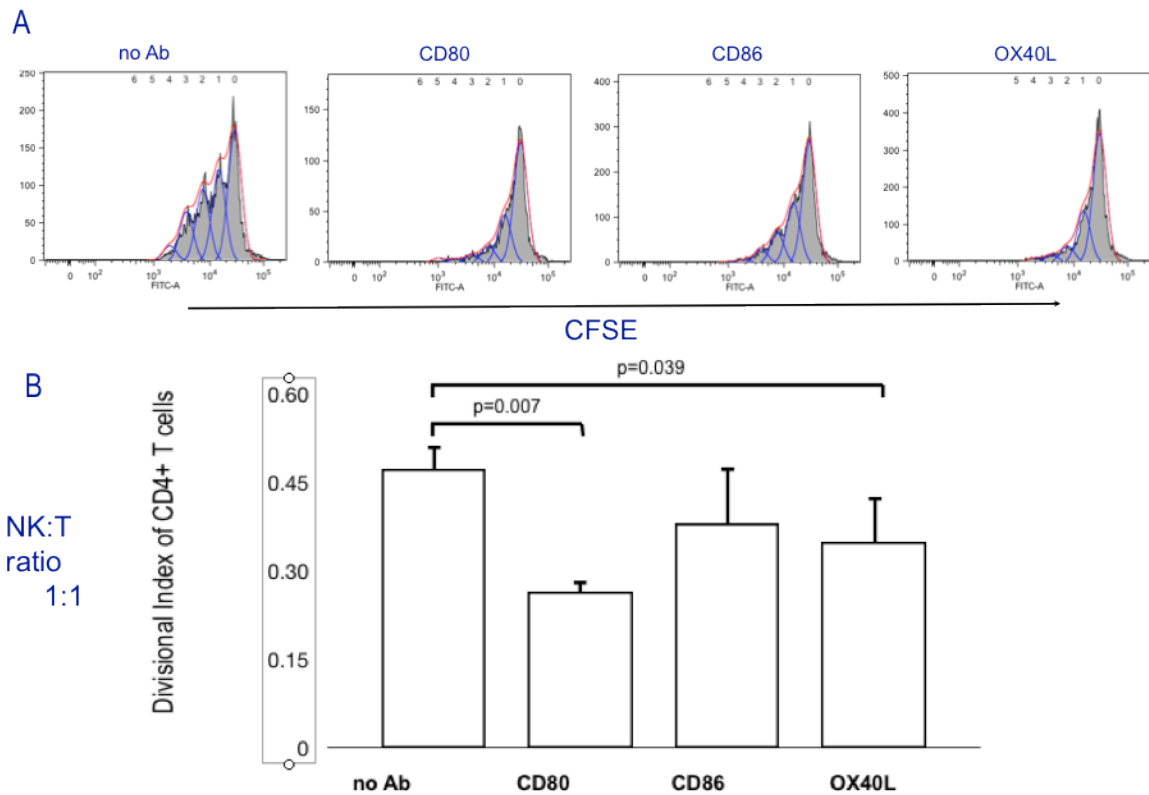 A
no Ab
CD80
CD86
OX40L
6 5 4 3 2 1 0
250
200
150
100
50
0
0 10² 10³ 10⁴ 10⁵
FITC-A
6 5 4 3 2 1 0
150
100
50
0
0 10² 10³ 10⁴ 10⁵
FITC-A
6 5 4 3 2 1 0
400
300
200
100
0
0 10² 10³ 10⁴ 10⁵
FITC-A
5 4 3 2 1 0
500
400
300
200
100
0
0 10² 10³ 10⁴ 10⁵
FITC-A
CFSE
B
NK:T
ratio
1:1
Divisional Index of CD4+ T cells
0.60
0.45
0.30
0.15
0
p=0.039
p=0.007
no Ab
CD80
CD86
OX40L